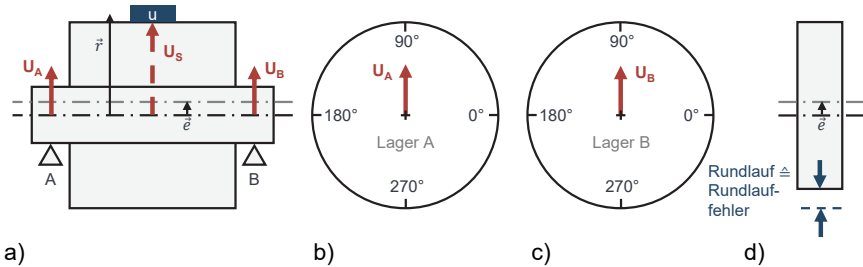 u
r⃗
U_S
U_A
U_B
e⃗
A
B
a)
90°
U_A
180°
0°
Lager A
270°
b)
90°
U_B
180°
0°
Lager B
270°
c)
e⃗
Rundlauf ≙
Rundlauf-
fehler
d)